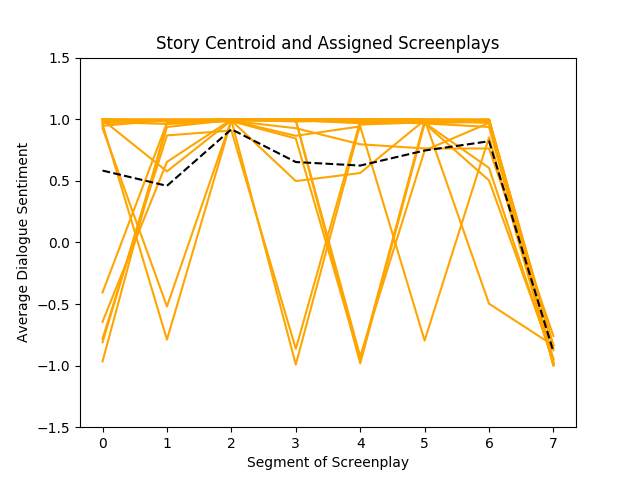 Story Centroid and Assigned Screenplays
1.5
1.0
0.5
0.0
−0.5
−1.0
−1.5
Average Dialogue Sentiment
0 1 2 3 4 5 6 7
Segment of Screenplay